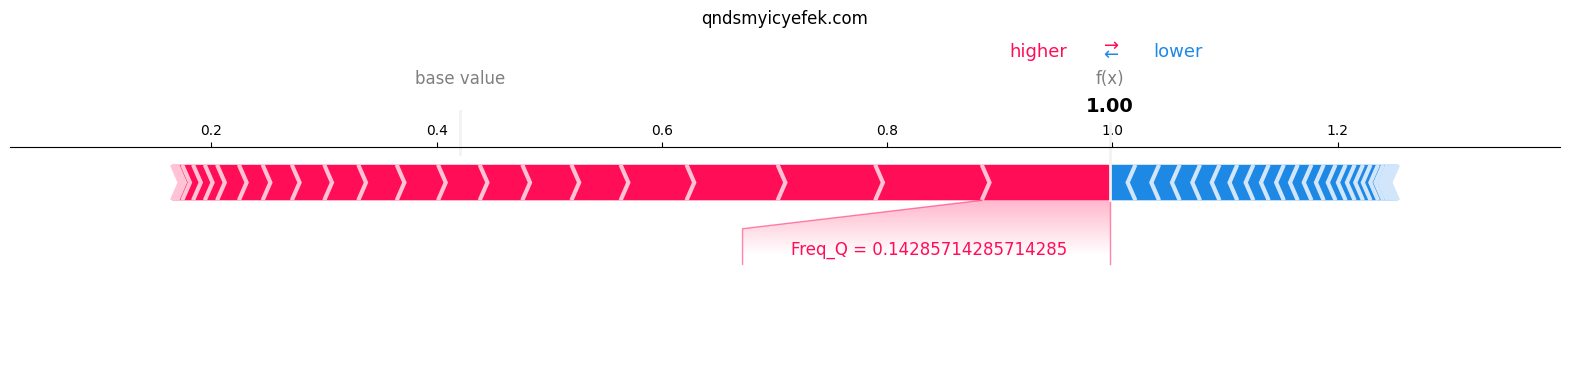 qndsmyicyefek.com
higher ⇄ lower
base value f(x)
1.00
0.2 0.4 0.6 0.8 1.0 1.2
Freq_Q = 0.14285714285714285